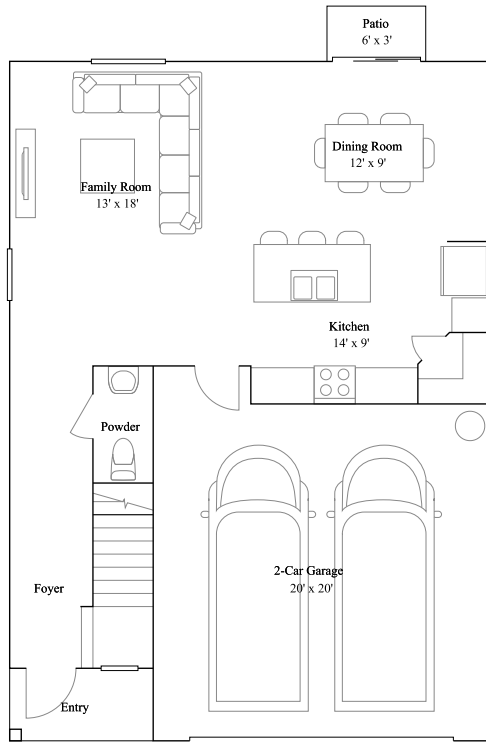 Patio
6' x 3'
Dining Room
12' x 9'
Family Room
13' x 18'
Kitchen
14' x 9'
Powder
2-Car Garage
20' x 20'
Foyer
Entry